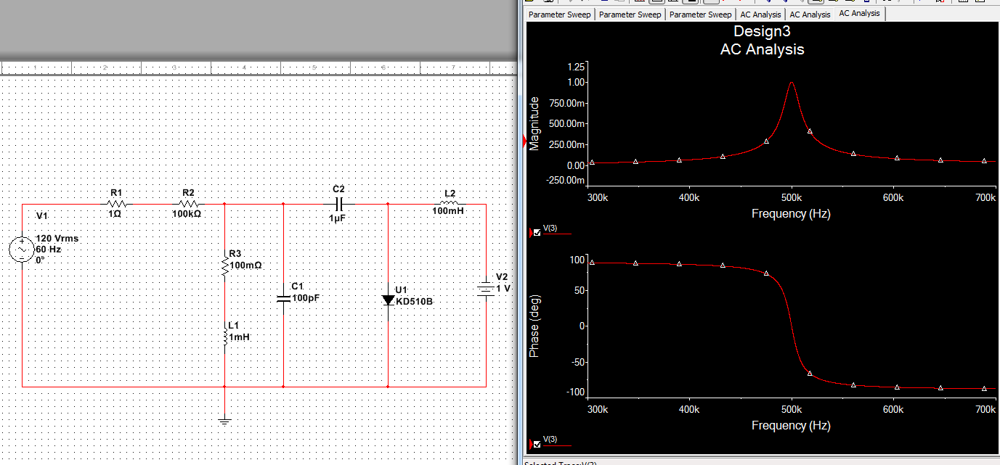 Parameter Sweep Parameter Sweep Parameter Sweep AC Analysis AC Analysis AC Analysis
1 2 3 4 5 6 7
V1
120 Vrms
60 Hz
0°
R1
1Ω
R2
100kΩ
R3
100mΩ
L1
1mH
C1
100pF
C2
1µF
U1
KD510B
L2
100mH
V2
1 V
Design3
AC Analysis
Magnitude
1.25
1.00
750.00m
500.00m
250.00m
0.00
-250.00m
300k 400k 500k 600k 700k
Frequency (Hz)
V(3)
Phase (deg)
100
50
0
-50
-100
300k 400k 500k 600k 700k
Frequency (Hz)
V(3)
Selected Trace:V(3)